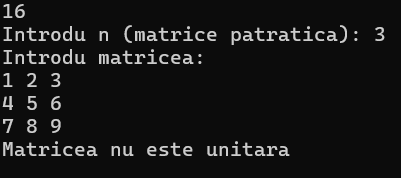 16
Introdu n (matrice patratica): 3
Introdu matricea:
1 2 3
4 5 6
7 8 9
Matricea nu este unitara